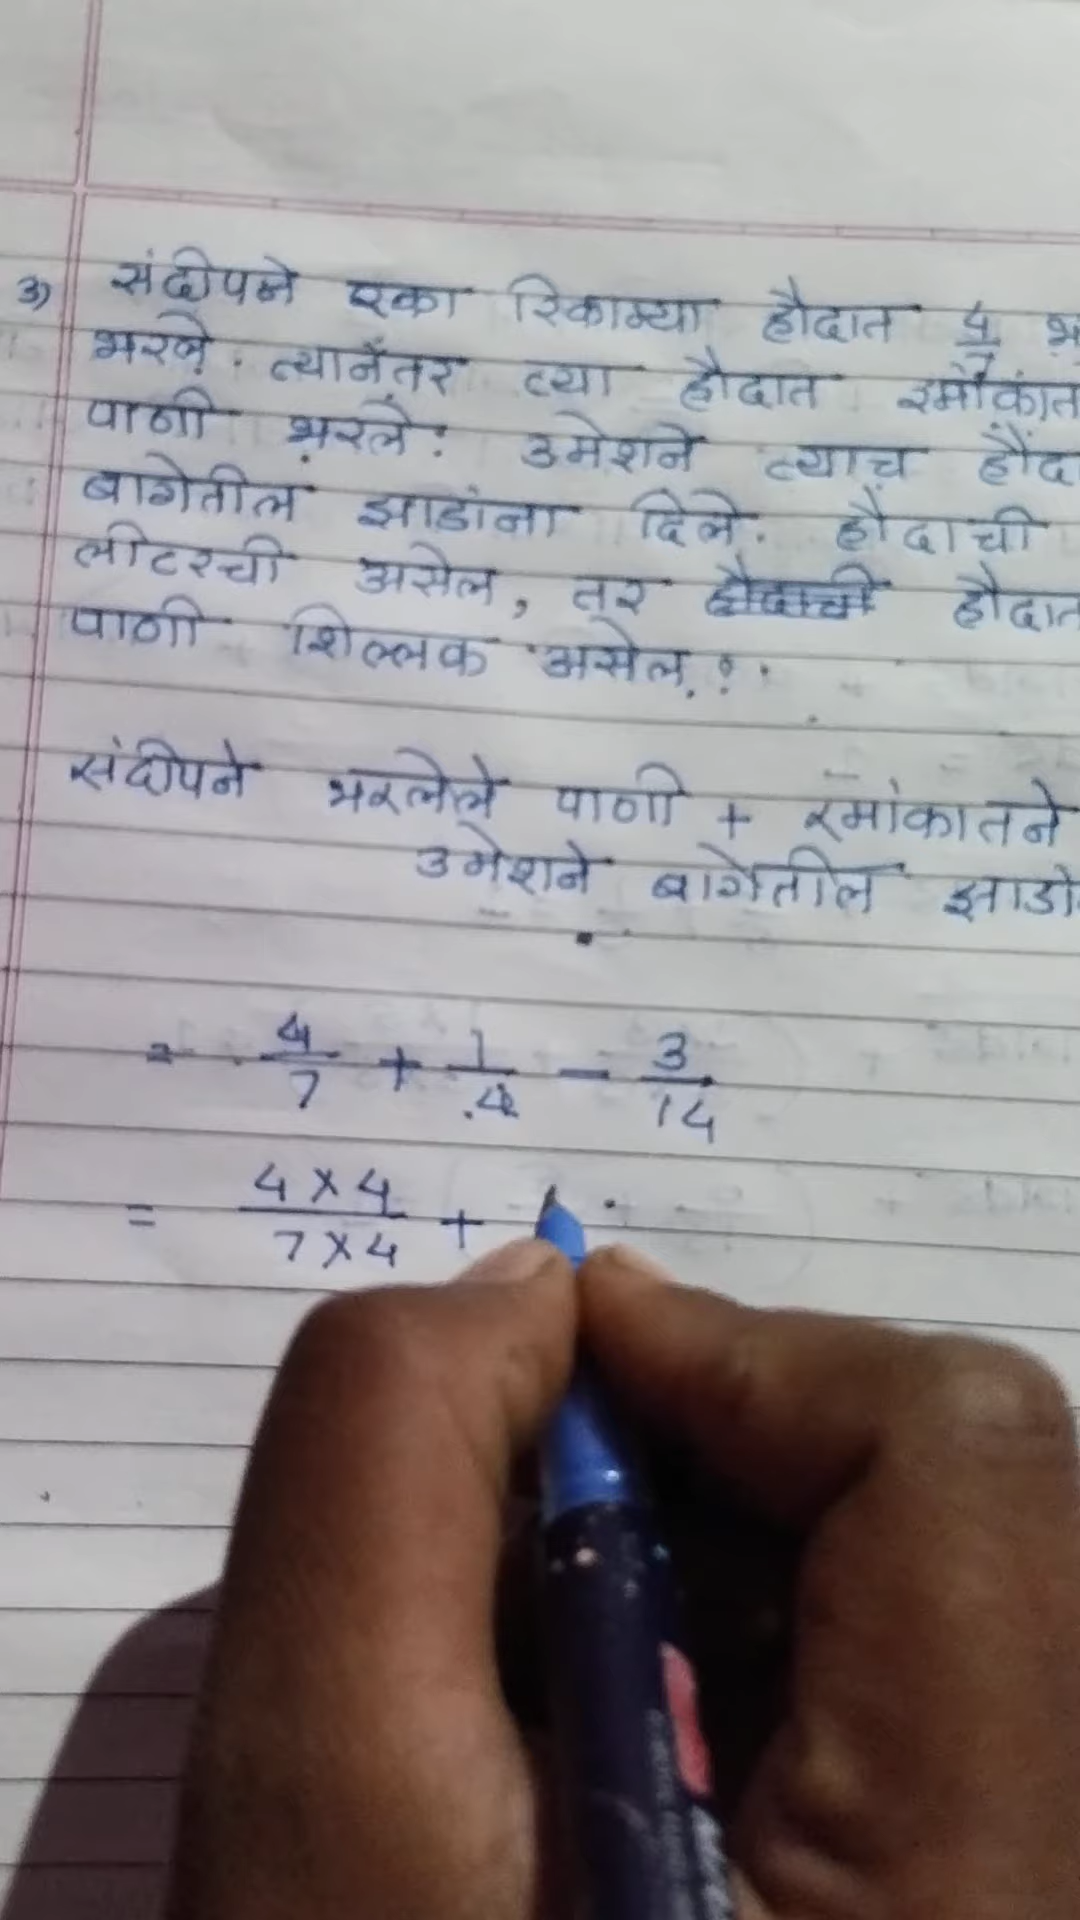 3) संदीपने एका रिकाम्या हौदात 4/7
भरले. त्यानंतर त्या हौदात रमाकांत
पाणी भरले. उमेशने त्याच हौदा
बागेतील झाडांना दिले. हौदाची
लीटरची असेल, तर हौदात
पाणी शिल्लक असेल ?
संदीपने भरलेले पाणी + रमांकातने
उमेशने बागेतील झाडां
= 4/7 + 1/4 - 3/14
= 4 × 4 / 7 × 4 +